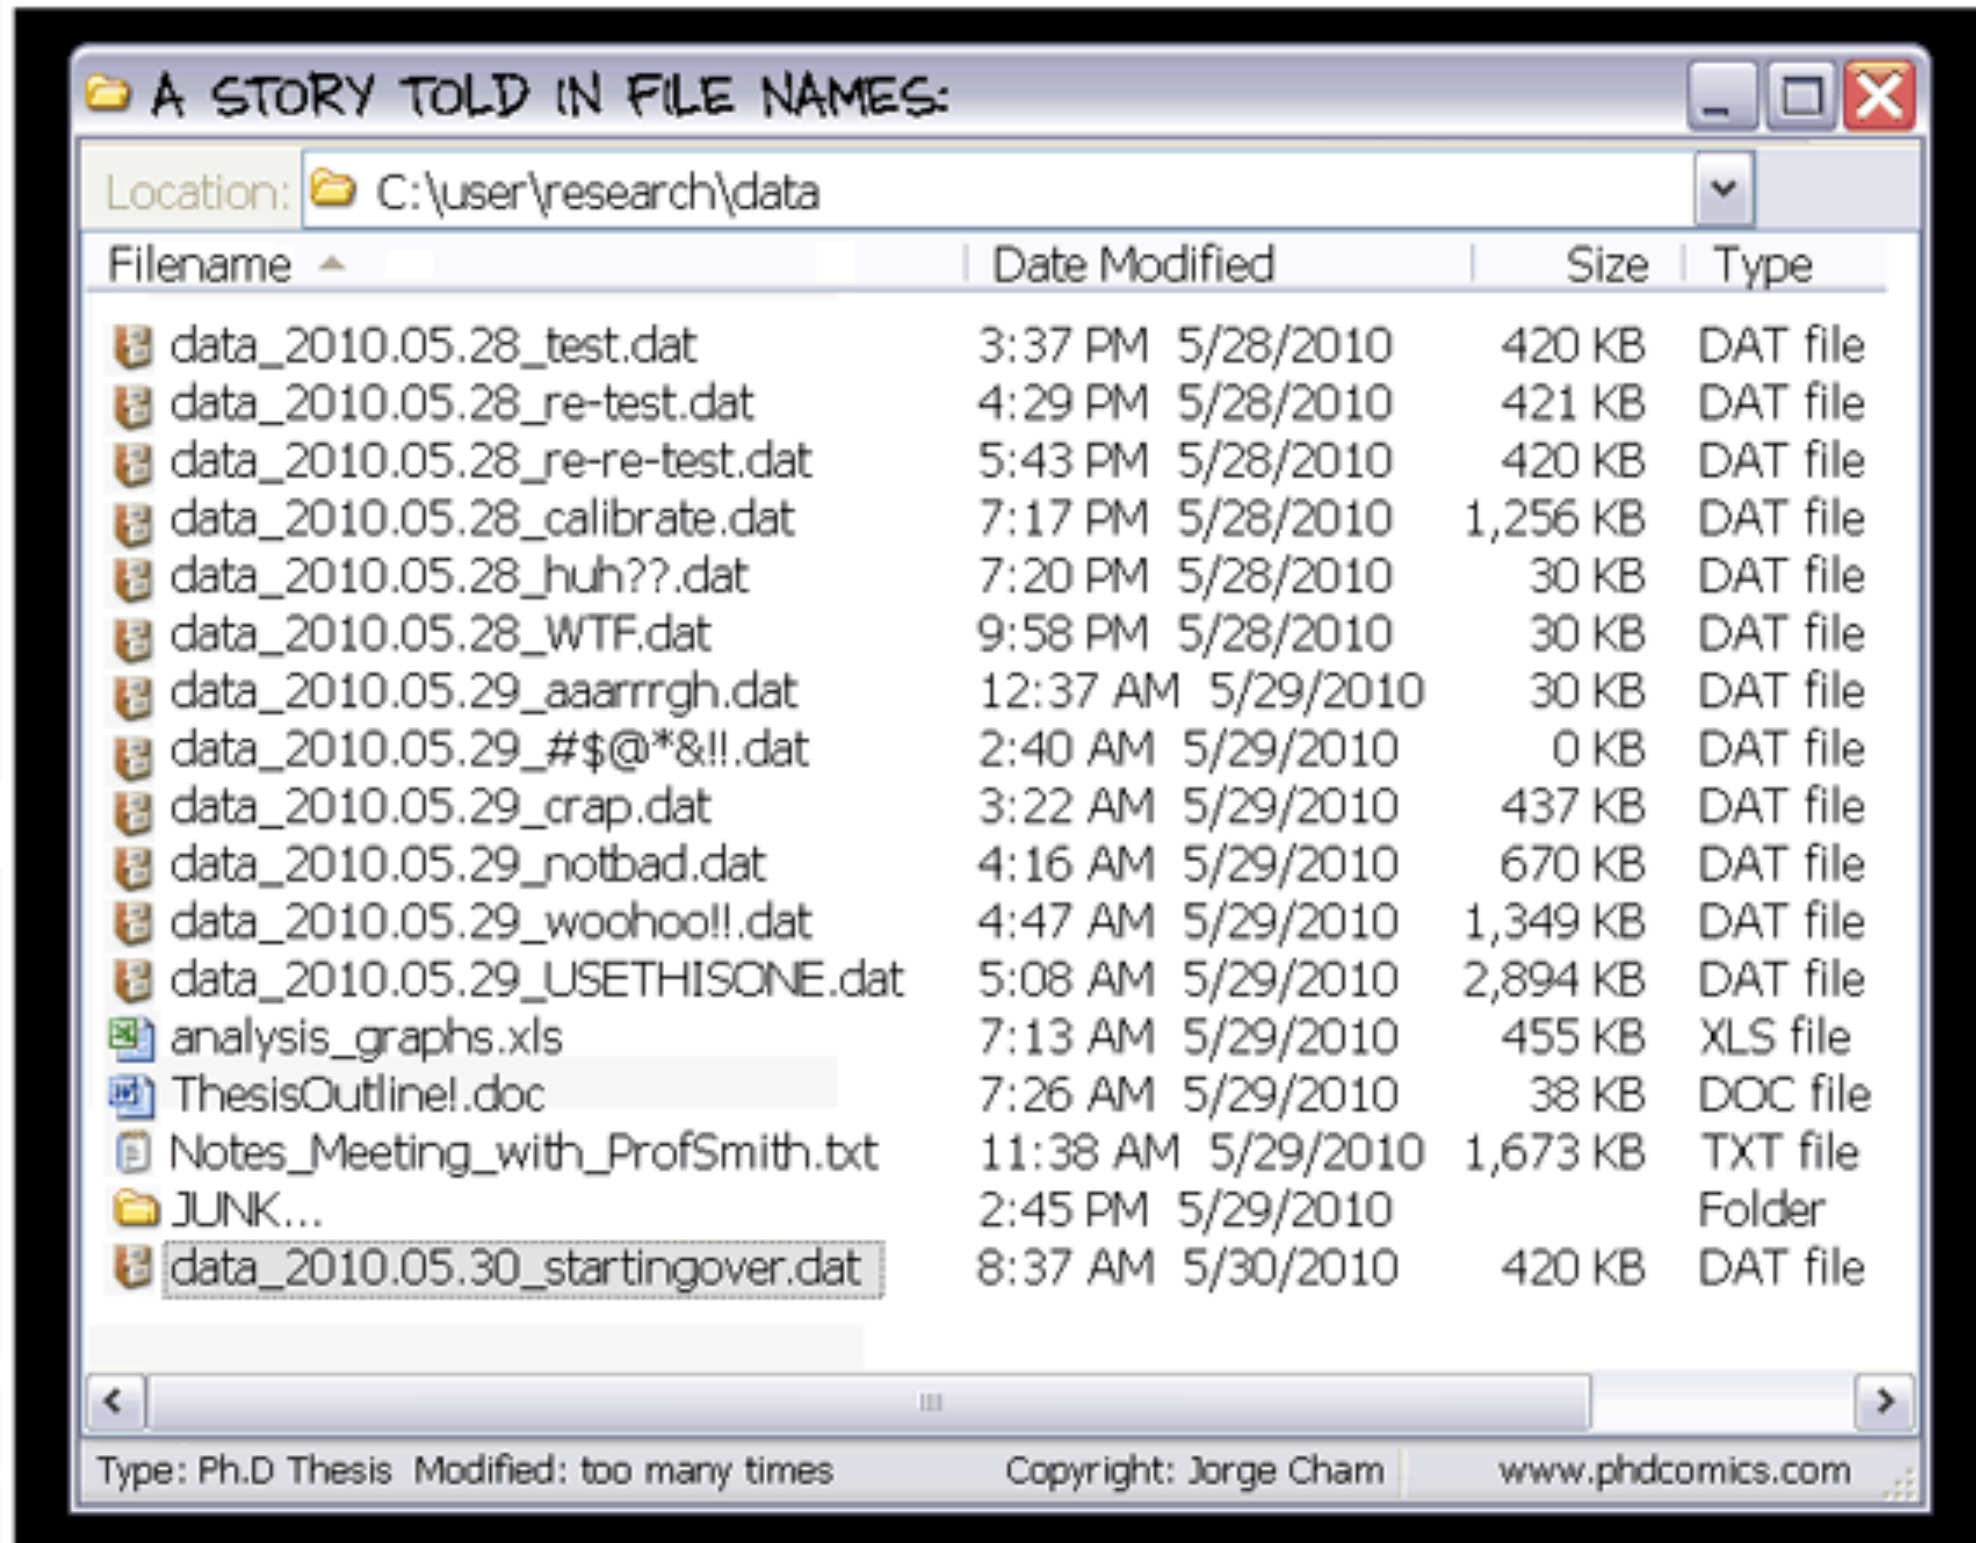 A STORY TOLD IN FILE NAMES:
Location: C:\user\research\data
Filename Date Modified Size Type
data_2010.05.28_test.dat 3:37 PM 5/28/2010 420 KB DAT file
data_2010.05.28_re-test.dat 4:29 PM 5/28/2010 421 KB DAT file
data_2010.05.28_re-re-test.dat 5:43 PM 5/28/2010 420 KB DAT file
data_2010.05.28_calibrate.dat 7:17 PM 5/28/2010 1,256 KB DAT file
data_2010.05.28_huh??.dat 7:20 PM 5/28/2010 30 KB DAT file
data_2010.05.28_WTF.dat 9:58 PM 5/28/2010 30 KB DAT file
data_2010.05.29_aaarrrgh.dat 12:37 AM 5/29/2010 30 KB DAT file
data_2010.05.29_#$@*&!!.dat 2:40 AM 5/29/2010 0 KB DAT file
data_2010.05.29_crap.dat 3:22 AM 5/29/2010 437 KB DAT file
data_2010.05.29_notbad.dat 4:16 AM 5/29/2010 670 KB DAT file
data_2010.05.29_woohoo!!.dat 4:47 AM 5/29/2010 1,349 KB DAT file
data_2010.05.29_USETHISONE.dat 5:08 AM 5/29/2010 2,894 KB DAT file
analysis_graphs.xls 7:13 AM 5/29/2010 455 KB XLS file
ThesisOutline!.doc 7:26 AM 5/29/2010 38 KB DOC file
Notes_Meeting_with_ProfSmith.txt 11:38 AM 5/29/2010 1,673 KB TXT file
JUNK... 2:45 PM 5/29/2010 Folder
data_2010.05.30_startingover.dat 8:37 AM 5/30/2010 420 KB DAT file
Type: Ph.D Thesis Modified: too many times Copyright: Jorge Cham www.phdcomics.com